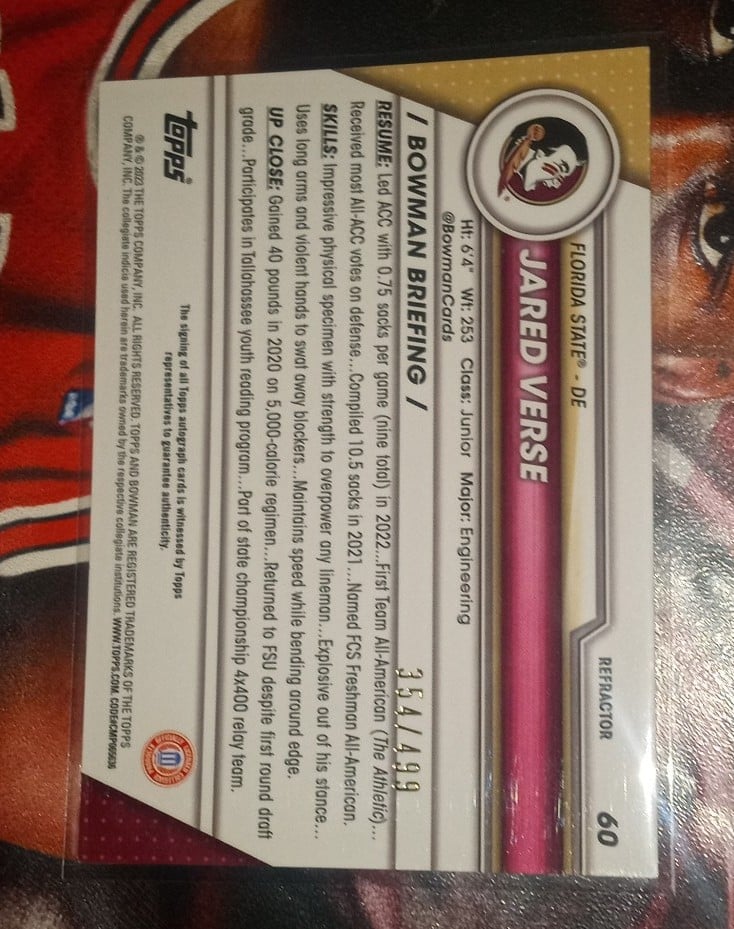 REFRACTOR
60
FLORIDA STATE® - DE
JARED VERSE
Ht: 6'4" Wt: 253 Class: Junior Major: Engineering
@BowmanCards
/ BOWMAN BRIEFING /
354/499
RESUME: Led ACC with 0.75 sacks per game (nine total) in 2022...First Team All-American (The Athletic)...
Received most All-ACC votes on defense...Compiled 10.5 sacks in 2021...Named FCS Freshman All-American.
SKILLS: Impressive physical specimen with strength to overpower any lineman...Explosive out of his stance...
Uses long arms and violent hands to swat away blockers...Maintains speed while bending around edge.
UP CLOSE: Gained 40 pounds in 2020 on 5,000-calorie regimen...Returned to FSU despite first round draft
grade...Participates in Tallahassee youth reading program...Part of state championship 4x400 relay team.
topps®
The signing of all Topps autograph cards is witnessed by Topps
representatives to guarantee authenticity.
® & © 2023 THE TOPPS COMPANY, INC. ALL RIGHTS RESERVED. TOPPS AND BOWMAN ARE REGISTERED TRADEMARKS OF THE TOPPS
COMPANY, INC. The collegiate indicia used herein are trademarks owned by the respective collegiate institutions. WWW.TOPPS.COM. CODE#CMP005636